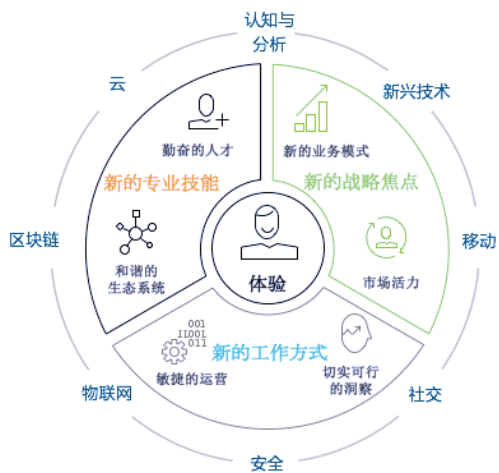 认知与
分析
云
新兴技术
勤奋的人才
新的业务模式
新的专业技能
新的战略焦点
区块链
移动
和谐的
生态系统
体验
市场活力
001
11001
011
新的工作方式
敏捷的运营
切实可行
的洞察
物联网
社交
安全